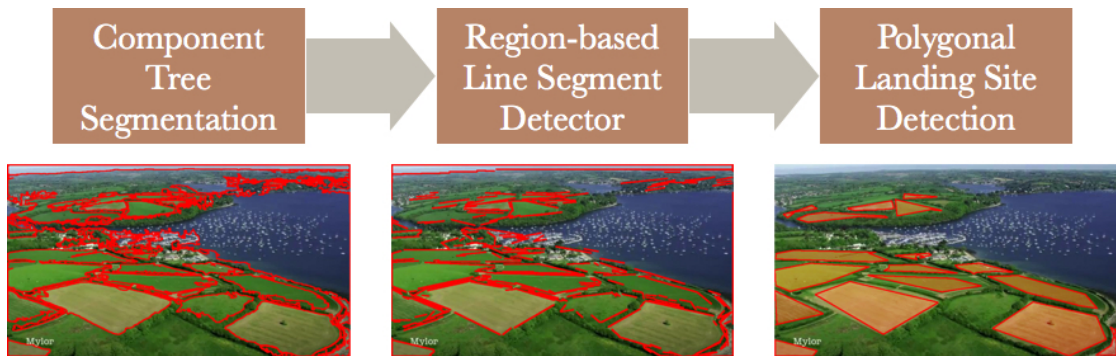 Component
Tree
Segmentation
Region-based
Line Segment
Detector
Polygonal
Landing Site
Detection
Mylor
Mylor
Mylor